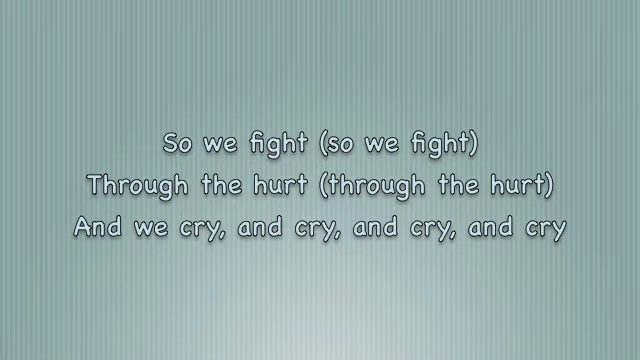 So we fight (so we fight)
Through the hurt (through the hurt)
And we cry, and cry, and cry, and cry